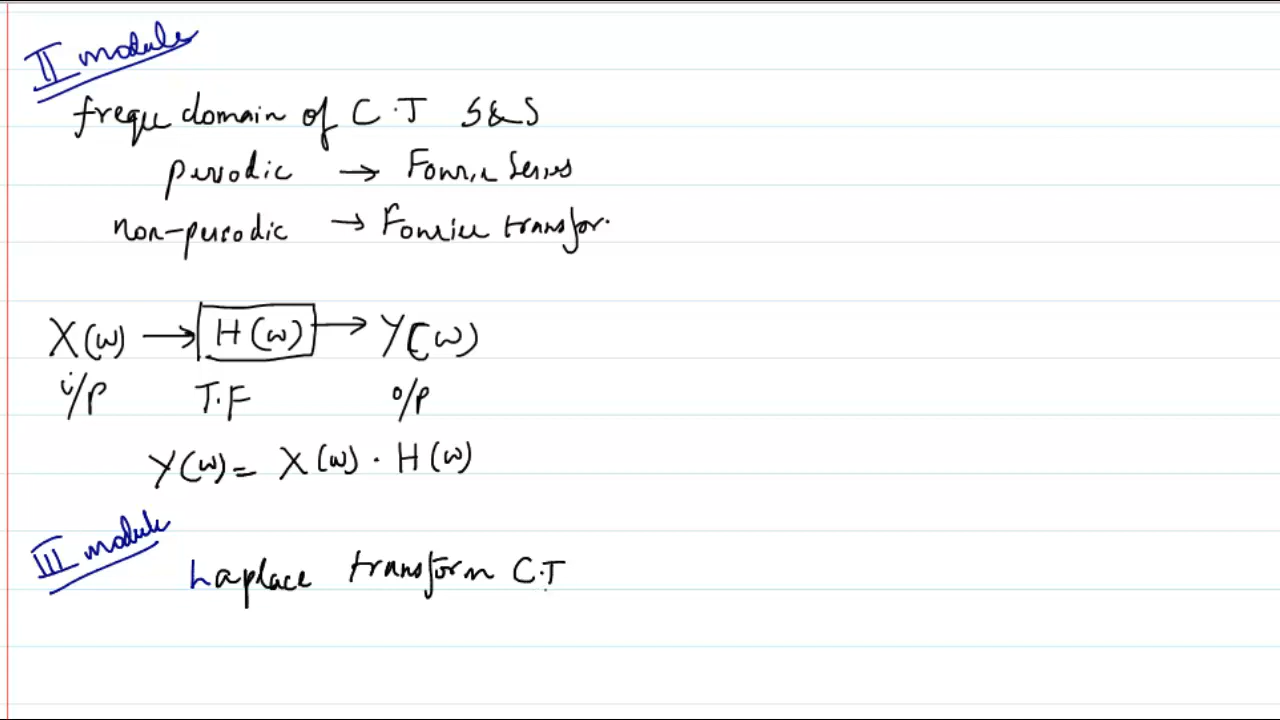 II module
freque domain of C.T S&S
periodic → Fourier Series
non-periodic → Fourier transfor.
X(ω) → H(ω) → Y(ω)
i/p T.F o/p
Y(ω) = X(ω) · H(ω)
III module
Laplace transform C.T